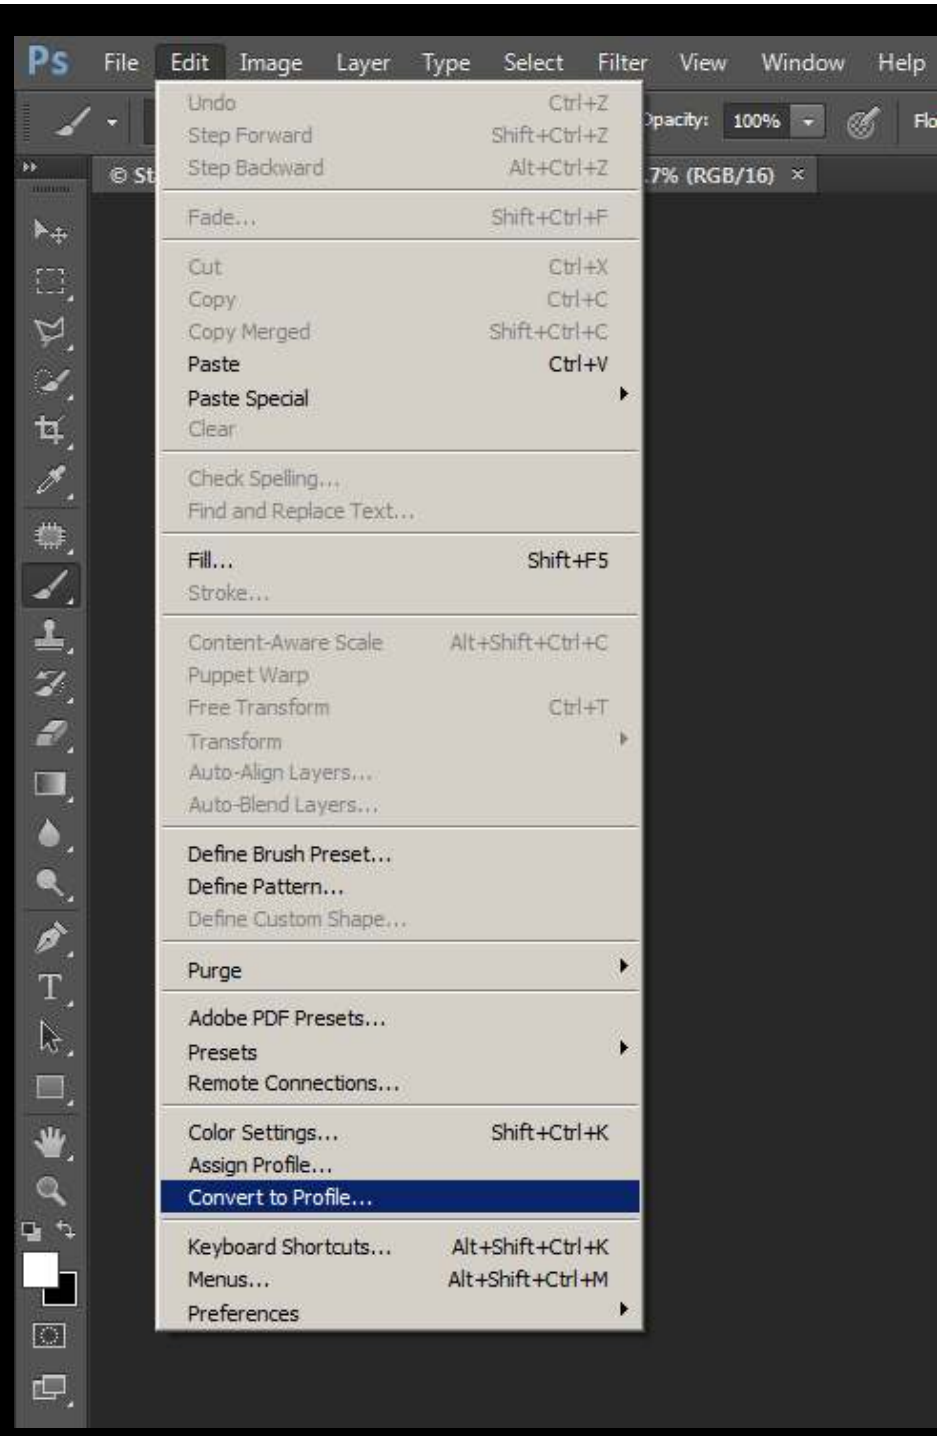 Ps File Edit Image Layer Type Select Filter View Window Help
Opacity: 100%
7% (RGB/16) ×
Undo Ctrl+Z
Step Forward Shift+Ctrl+Z
Step Backward Alt+Ctrl+Z
Fade... Shift+Ctrl+F
Cut Ctrl+X
Copy Ctrl+C
Copy Merged Shift+Ctrl+C
Paste Ctrl+V
Paste Special
Clear
Check Spelling...
Find and Replace Text...
Fill... Shift+F5
Stroke...
Content-Aware Scale Alt+Shift+Ctrl+C
Puppet Warp
Free Transform Ctrl+T
Transform
Auto-Align Layers...
Auto-Blend Layers...
Define Brush Preset...
Define Pattern...
Define Custom Shape...
Purge
Adobe PDF Presets...
Presets
Remote Connections...
Color Settings... Shift+Ctrl+K
Assign Profile...
Convert to Profile...
Keyboard Shortcuts... Alt+Shift+Ctrl+K
Menus... Alt+Shift+Ctrl+M
Preferences